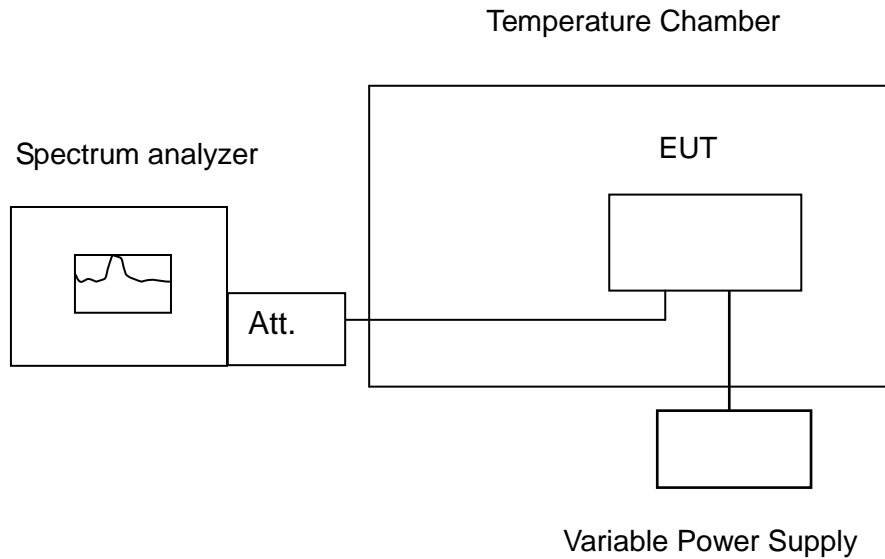 Temperature Chamber
Spectrum analyzer
EUT
Att.
Variable Power Supply